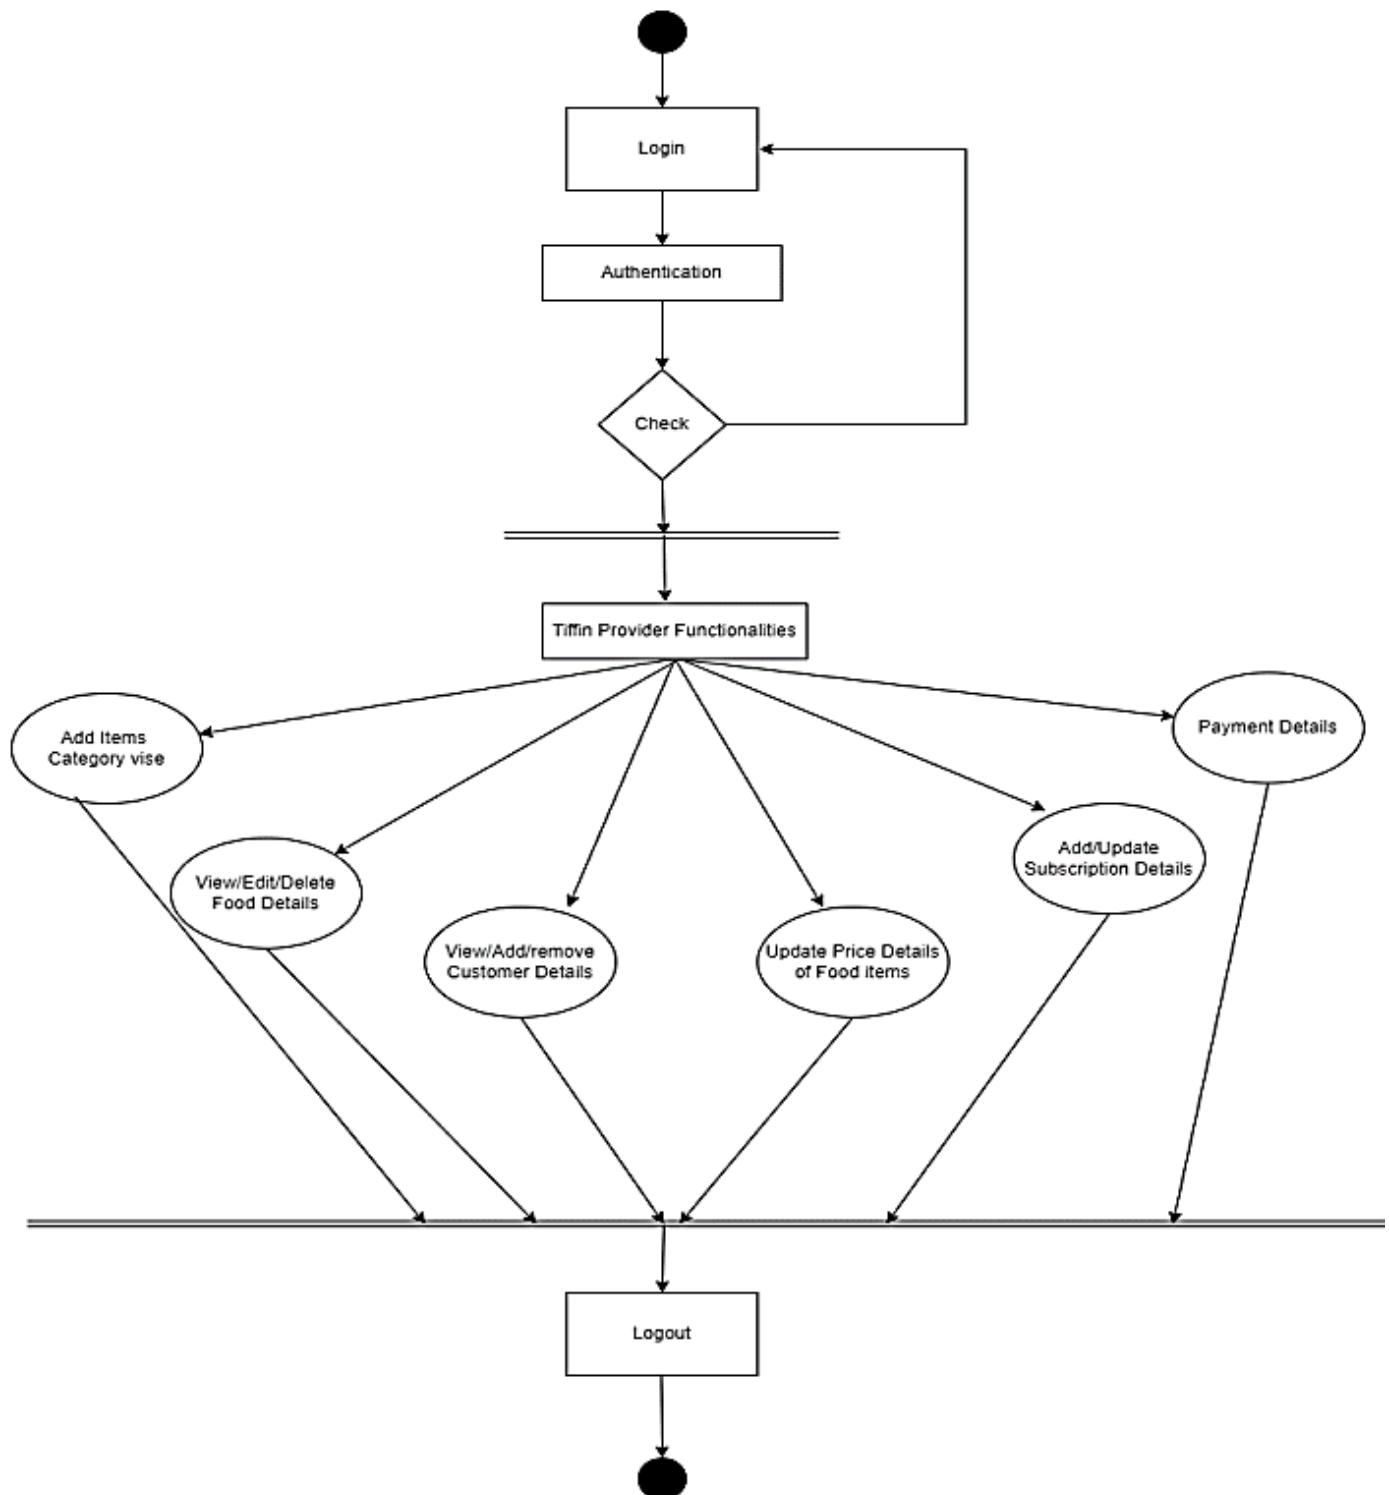 Login
Authentication
Check
Tiffin Provider Functionalities
Add Items
Category vise
Payment Details
View/Edit/Delete
Food Details
Add/Update
Subscription Details
View/Add/remove
Customer Details
Update Price Details
of Food items
Logout